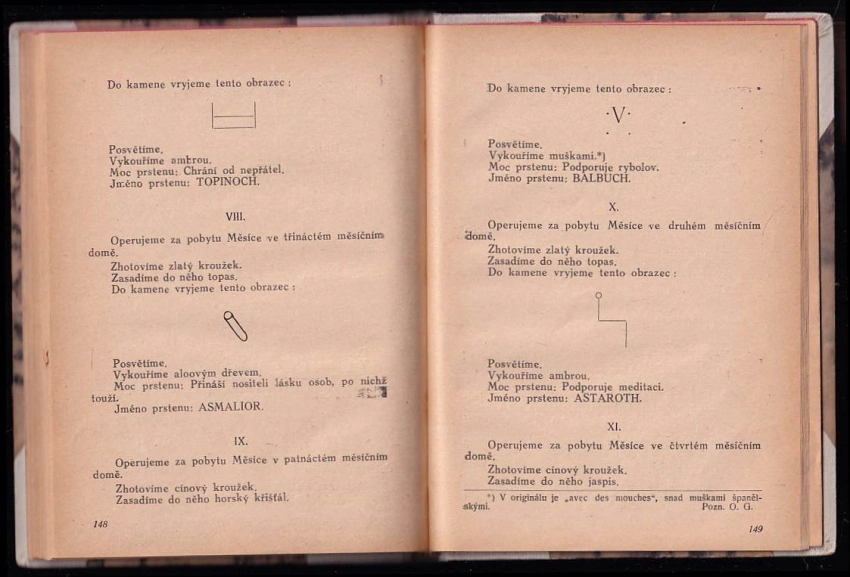 Do kamene vryjeme tento obrazec :
Posvětíme.
Vykouříme ambrou.
Moc prstenu: Chrání od nepřátel.
Jméno prstenu: TOPINOCH.
VIII.
Operujeme za pobytu Měsíce ve třináctém měsíčním
domě.
Zhotovíme zlatý kroužek.
Zasadíme do něho topas.
Do kamene vryjeme tento obrazec :
Posvětíme.
Vykouříme aloovým dřevem.
Moc prstenu: Přináší nositeli lásku osob, po nichž
touží.
Jméno prstenu: ASMALIOR.
IX.
Operujeme za pobytu Měsíce v patnáctém měsíčním
domě.
Zhotovíme cínový kroužek.
Zasadíme do něho horský křišťál.
148
Do kamene vryjeme tento obrazec :
V
Posvětíme.
Vykouříme muškami.*)
Moc prstenu: Podporuje rybolov.
Jméno prstenu: BALBUCH.
X.
Operujeme za pobytu Měsíce ve druhém měsíčním
domě.
Zhotovíme zlatý kroužek.
Zasadíme do něho topas.
Do kamene vryjeme tento obrazec :
Posvětíme.
Vykouříme ambrou.
Moc prstenu: Podporuje meditaci.
Jméno prstenu: ASTAROTH.
XI.
Operujeme za pobytu Měsíce ve čtvrtém měsíčním
domě.
Zhotovíme cínový kroužek.
Zasadíme do něho jaspis.
*) V originálu je „avec des mouches“, snad muškami španěl-
skými. Pozn. O. G.
149